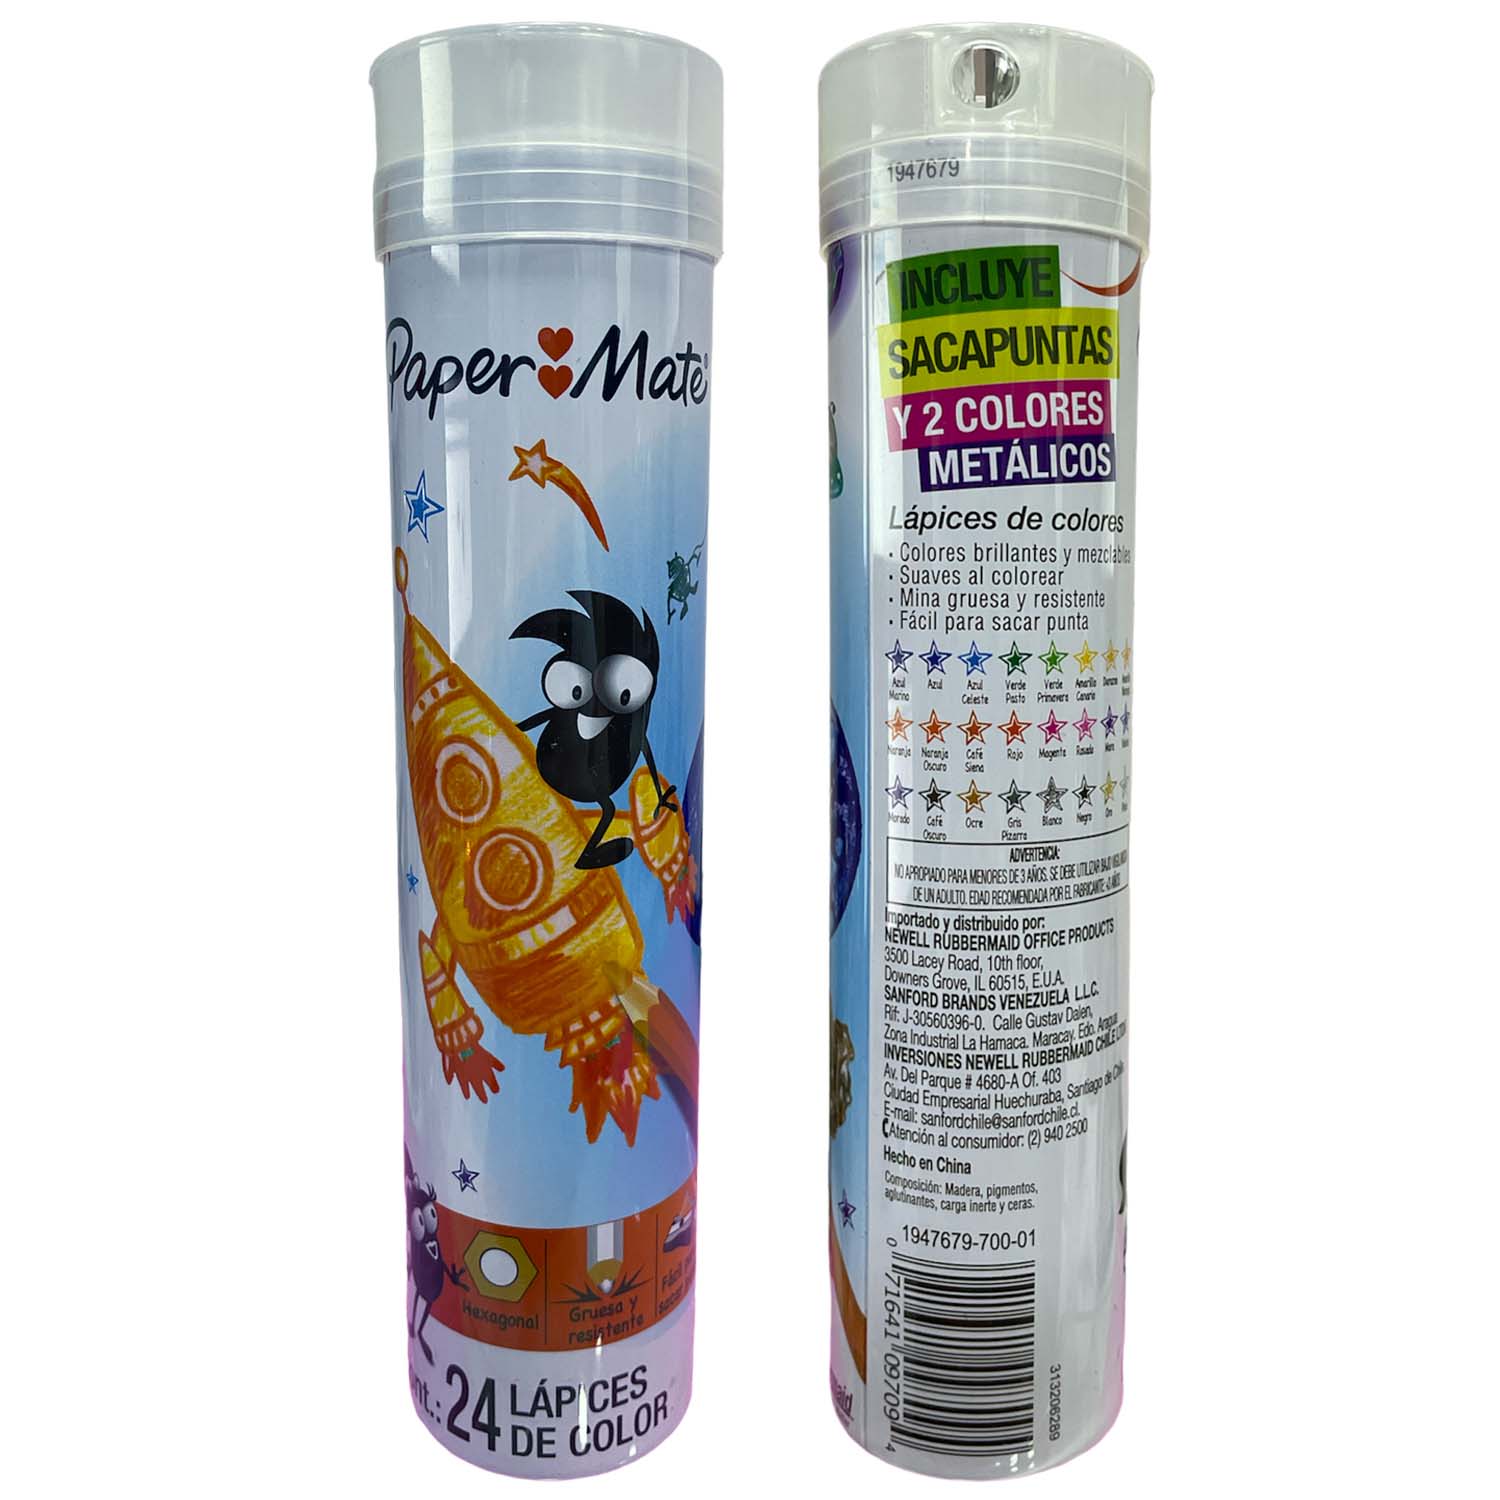 Paper Mate®
Hexagonal
Gruesa y
resistente
Fácil
sacar
24 LÁPICES
DE COLOR
1947679
INCLUYE
SACAPUNTAS
Y 2 COLORES
METÁLICOS
Lápices de colores
· Colores brillantes y mezclables
· Suaves al colorear
· Mina gruesa y resistente
· Fácil para sacar punta
Azul Marino
Azul
Azul Celeste
Verde Pasto
Verde Primavera
Amarillo Canario
Naranja
Naranja Oscuro
Café Siena
Rojo
Magenta
Rosado
Morado
Café Oscuro
Ocre
Gris Pizarra
Blanco
Negro
Oro
ADVERTENCIA:
NO APROPIADO PARA MENORES DE 3 AÑOS. SE DEBE UTILIZAR BAJO
DE UN ADULTO. EDAD RECOMENDADA POR EL FABRICANTE:
Importado y distribuido por:
NEWELL RUBBERMAID OFFICE PRODUCTS
3500 Lacey Road, 10th floor,
Downers Grove, IL 60515, E.U.A.
SANFORD BRANDS VENEZUELA L.L.C.
Rif: J-30560396-0. Calle Gustav Dalen,
Zona Industrial La Hamaca. Maracay. Edo. Aragua
INVERSIONES NEWELL RUBBERMAID CHILE LTDA
Av. Del Parque # 4680-A Of. 403
Ciudad Empresarial Huechuraba, Santiago de Chile
E-mail: sanfordchile@sanfordchile.cl.
Atención al consumidor: (2) 940 2500
Hecho en China
Composición: Madera, pigmentos,
aglutinantes, carga inerte y ceras.
1947679-700-01
0 71641 09709 4
313206289